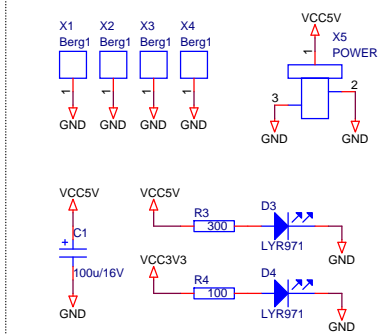 X1 X2 X3 X4
Berg1 Berg1 Berg1 Berg1
1 1 1 1
GND GND GND GND
VCC5V
X5
POWER
1
3 2
GND GND
VCC5V
C1
+
100u/16V
GND
VCC5V
R3
300
D3
LYR971
GND
VCC3V3
R4
100
D4
LYR971
GND